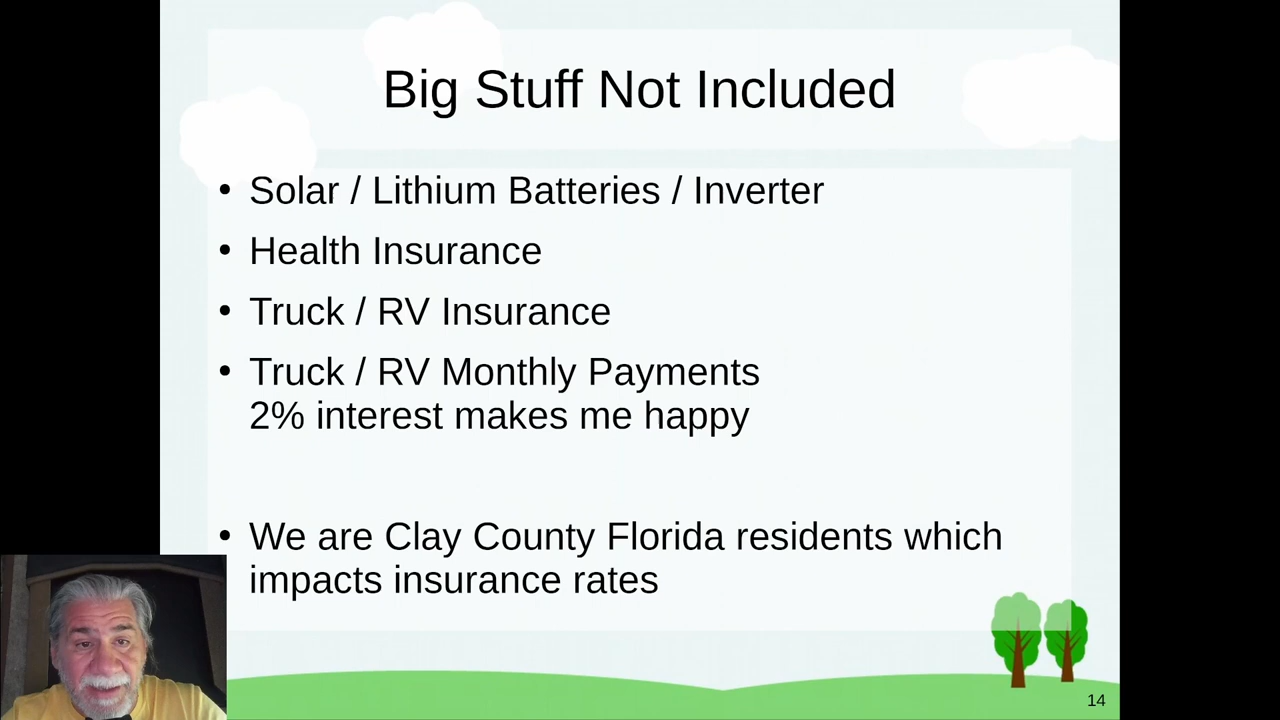 Big Stuff Not Included
• Solar / Lithium Batteries / Inverter
• Health Insurance
• Truck / RV Insurance
• Truck / RV Monthly Payments
2% interest makes me happy
• We are Clay County Florida residents which
impacts insurance rates
14